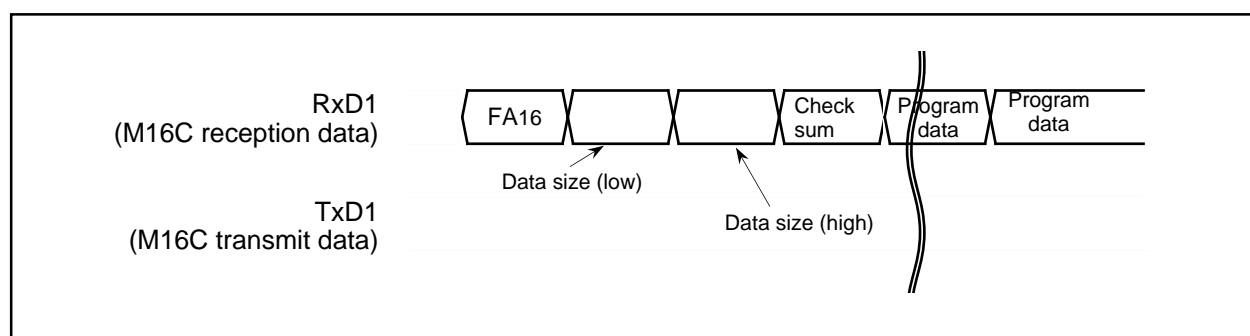 RxD1
(M16C reception data)
FA16
Check
sum
Program
data
Program
data
Data size (low)
Data size (high)
TxD1
(M16C transmit data)